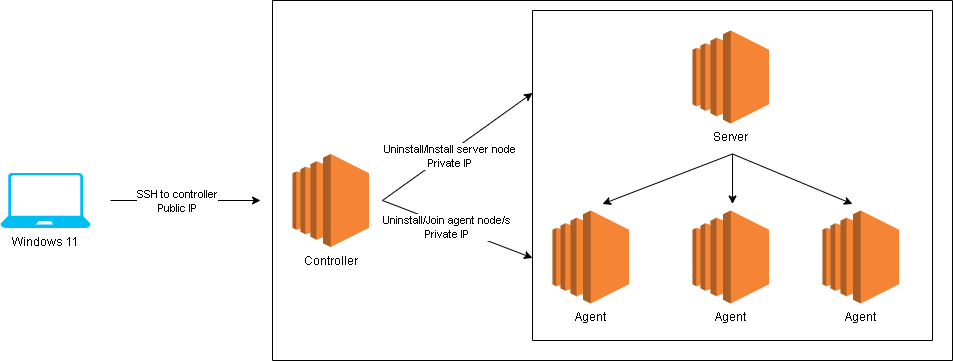 Server
Uninstall/Install server node
Private IP
SSH to controller
Public IP
Windows 11
Uninstall/Join agent node/s
Private IP
Controller
Agent
Agent
Agent